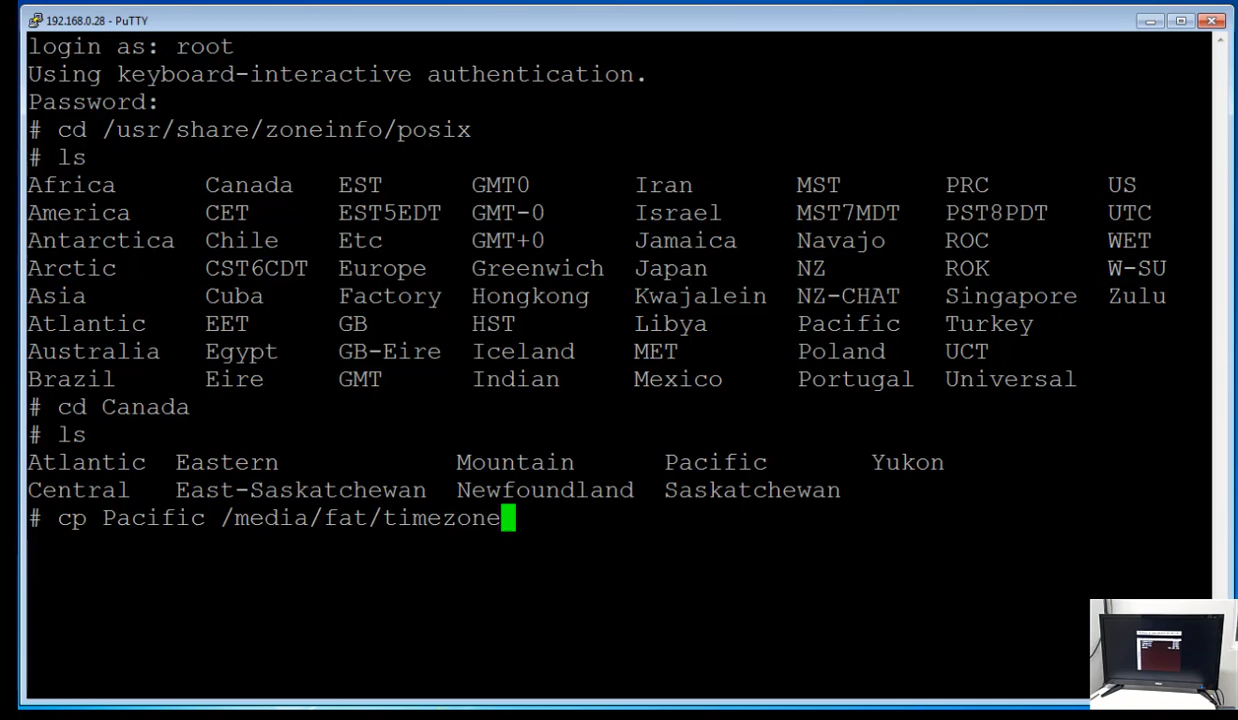 192.168.0.28 - PuTTY
login as: root
Using keyboard-interactive authentication.
Password:
# cd /usr/share/zoneinfo/posix
# ls
Africa Canada EST GMT0 Iran MST PRC US
America CET EST5EDT GMT-0 Israel MST7MDT PST8PDT UTC
Antarctica Chile Etc GMT+0 Jamaica Navajo ROC WET
Arctic CST6CDT Europe Greenwich Japan NZ ROK W-SU
Asia Cuba Factory Hongkong Kwajalein NZ-CHAT Singapore Zulu
Atlantic EET GB HST Libya Pacific Turkey
Australia Egypt GB-Eire Iceland MET Poland UCT
Brazil Eire GMT Indian Mexico Portugal Universal
# cd Canada
# ls
Atlantic Eastern Mountain Pacific Yukon
Central East-Saskatchewan Newfoundland Saskatchewan
# cp Pacific /media/fat/timezone